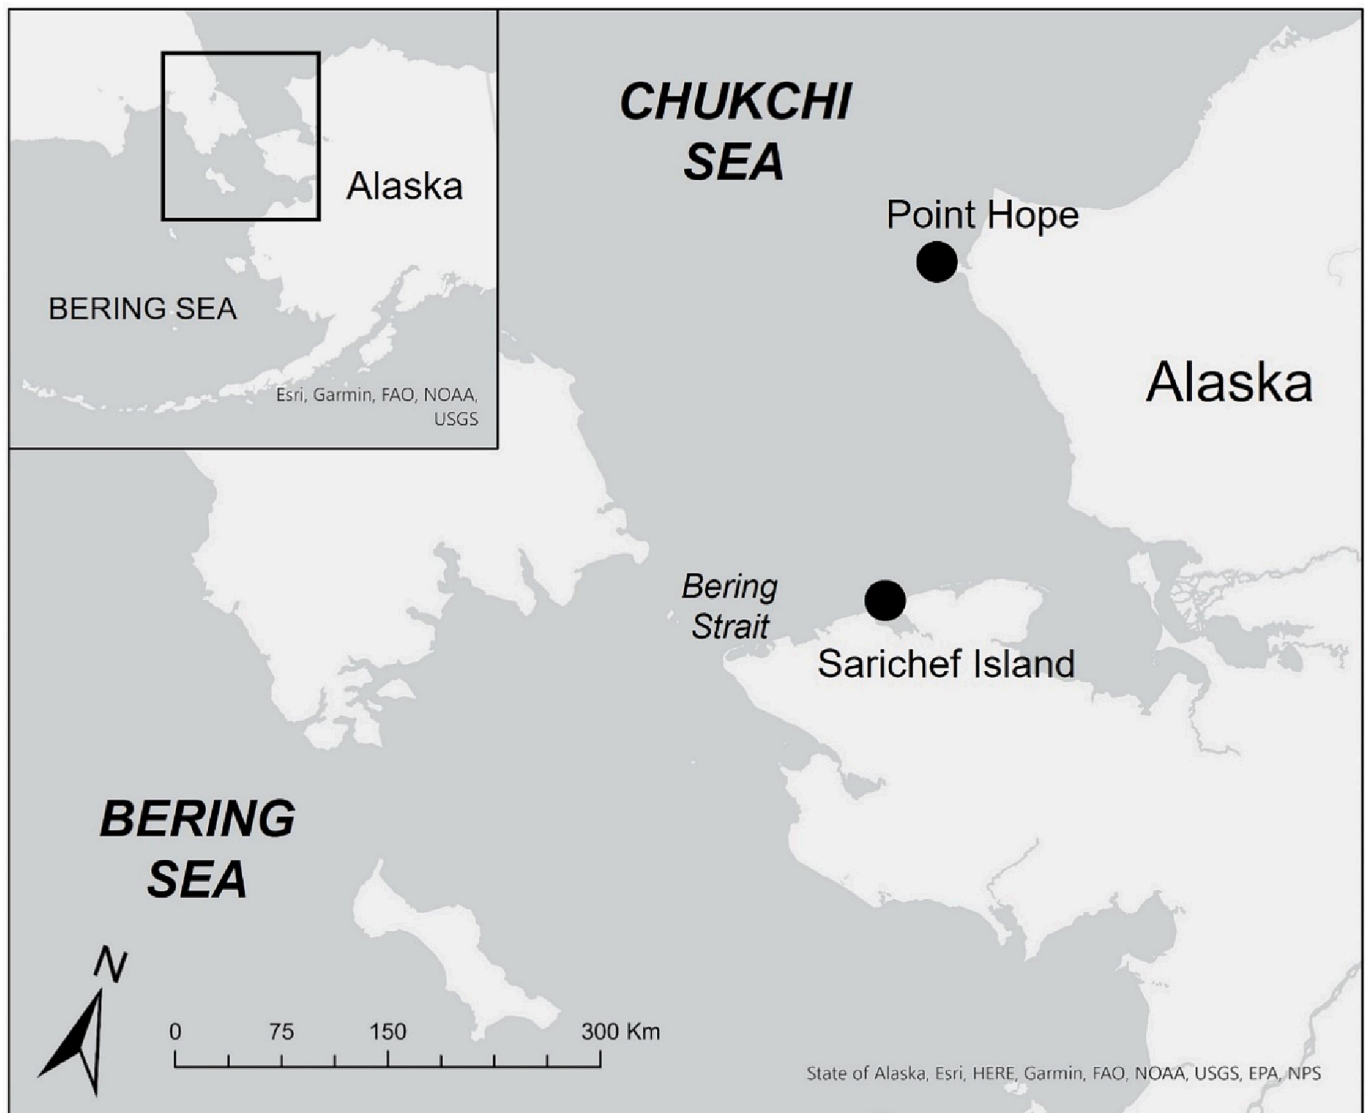 Alaska
BERING SEA
Esri, Garmin, FAO, NOAA,
USGS
CHUKCHI
SEA
Point Hope
Alaska
Bering
Strait
Sarichef Island
BERING
SEA
N
0 75 150 300 Km
State of Alaska, Esri, HERE, Garmin, FAO, NOAA, USGS, EPA, NPS